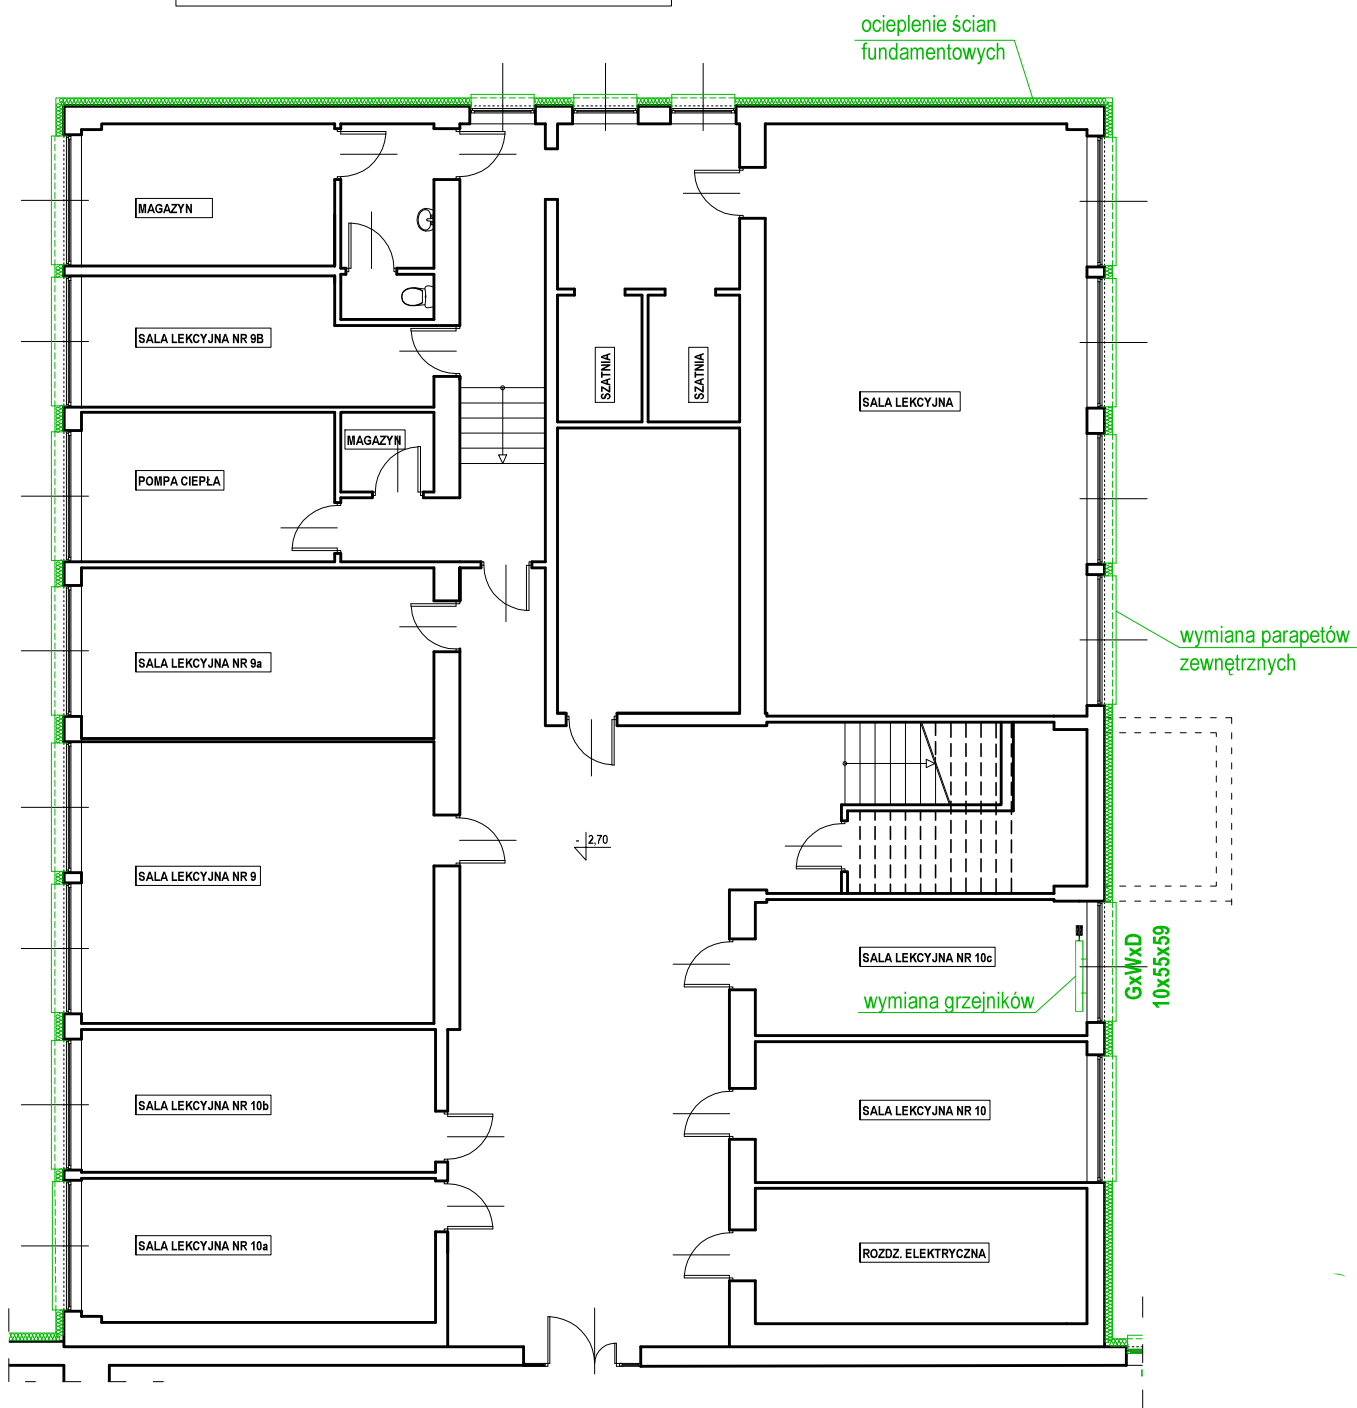 ocieplenie ścian
fundamentowych
MAGAZYN
SALA LEKCYJNA NR 9B
SZATNIA
SZATNIA
SALA LEKCYJNA
MAGAZYN
POMPA CIEPŁA
wymiana parapetów
zewnętrznych
SALA LEKCYJNA NR 9a
- 2,70
SALA LEKCYJNA NR 9
SALA LEKCYJNA NR 10c
GxWxD
10x55x59
wymiana grzejników
SALA LEKCYJNA NR 10b
SALA LEKCYJNA NR 10
SALA LEKCYJNA NR 10a
ROZDZ. ELEKTRYCZNA